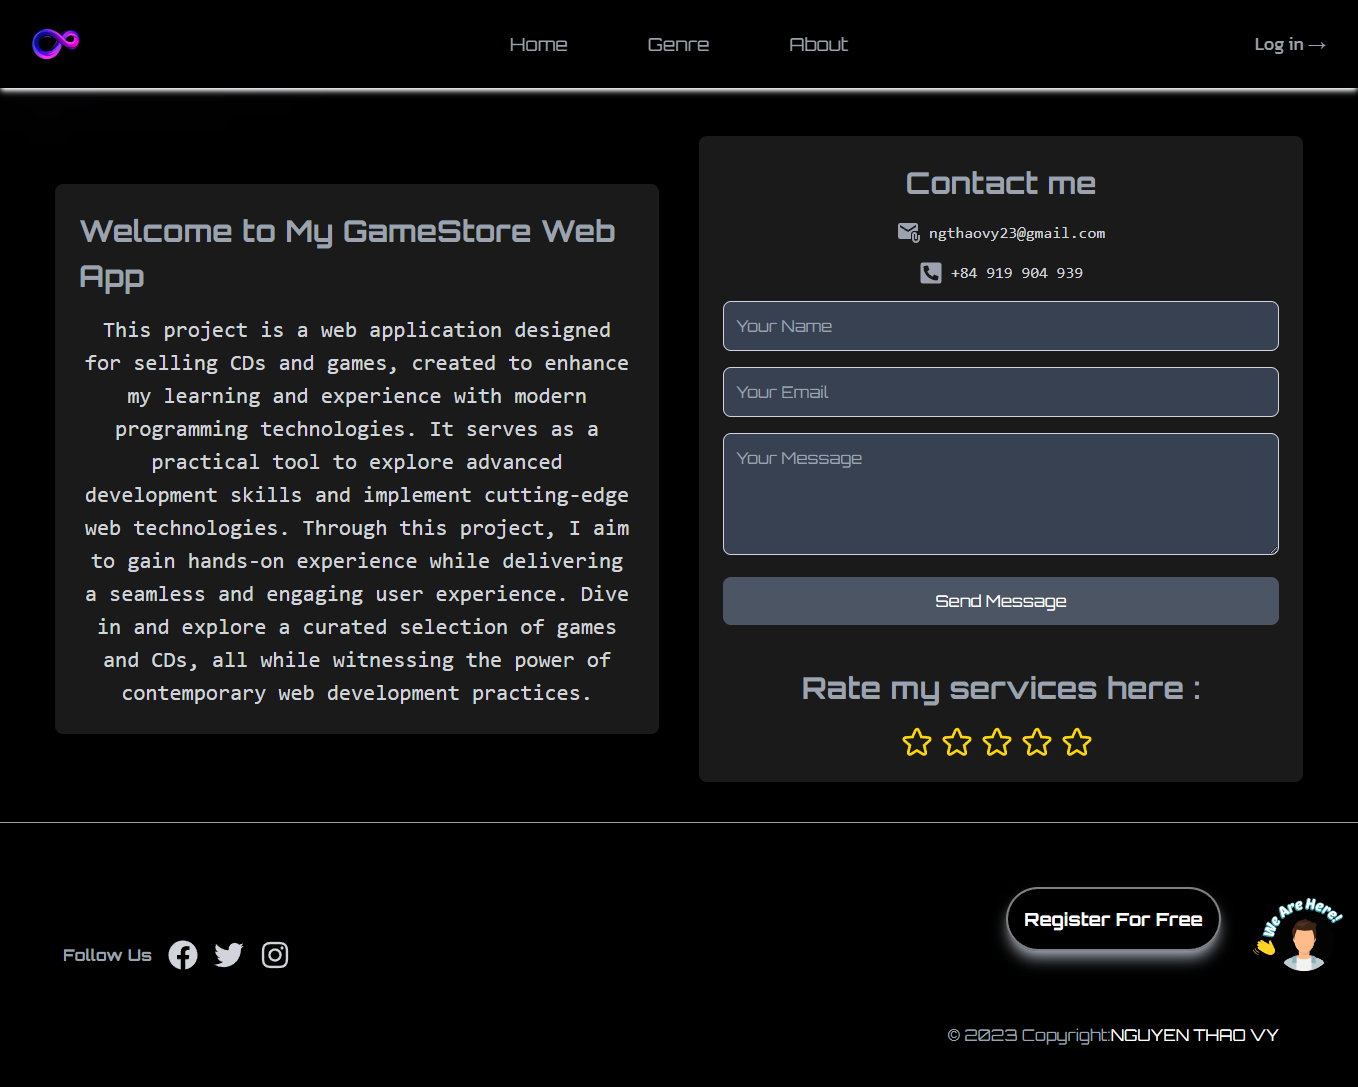 Home
Genre
About
Log in →
Welcome to My GameStore Web
App
This project is a web application designed
for selling CDs and games, created to enhance
my learning and experience with modern
programming technologies. It serves as a
practical tool to explore advanced
development skills and implement cutting-edge
web technologies. Through this project, I aim
to gain hands-on experience while delivering
a seamless and engaging user experience. Dive
in and explore a curated selection of games
and CDs, all while witnessing the power of
contemporary web development practices.
Contact me
ngthaovy23@gmail.com
+84 919 904 939
Your Name
Your Email
Your Message
Send Message
Rate my services here :
Follow Us
Register For Free
We Are Here!
© 2023 Copyright:NGUYEN THAO VY